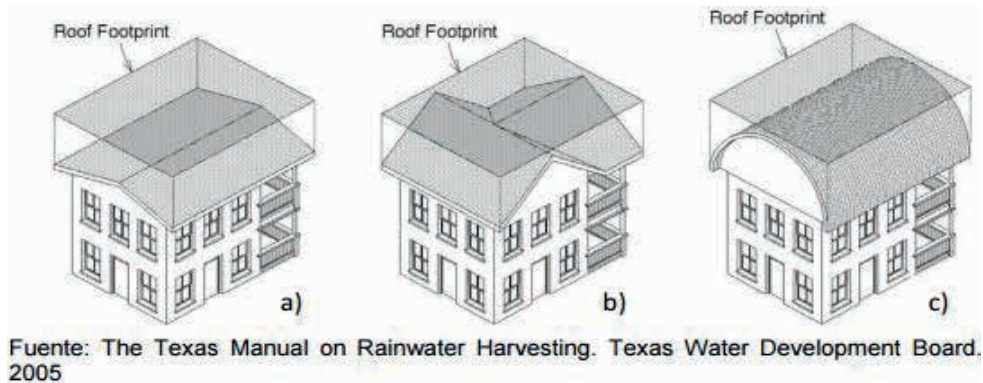 Roof Footprint
Roof Footprint
Roof Footprint
a)
b)
c)
Fuente: The Texas Manual on Rainwater Harvesting. Texas Water Development Board.
2005